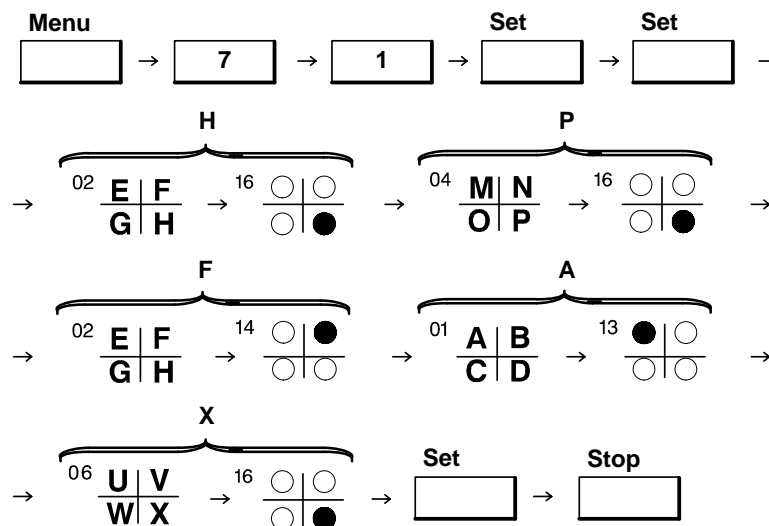 Menu Set Set
→ 7 → 1 → → →
H P
02 E F 16 04 M N 16
G H O P
F A
02 E F 14 01 A B 13
G H C D
X
06 U V 16 Set Stop
W X